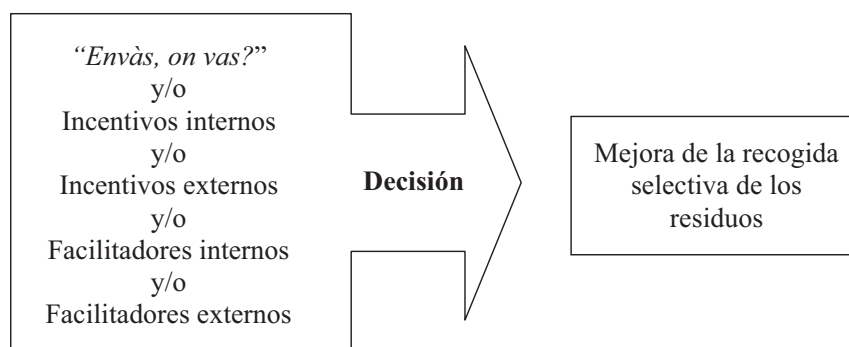 “Envàs, on vas?”
y/o
Incentivos internos
y/o
Incentivos externos
y/o
Facilitadores internos
y/o
Facilitadores externos
Decisión
Mejora de la recogida
selectiva de los
residuos